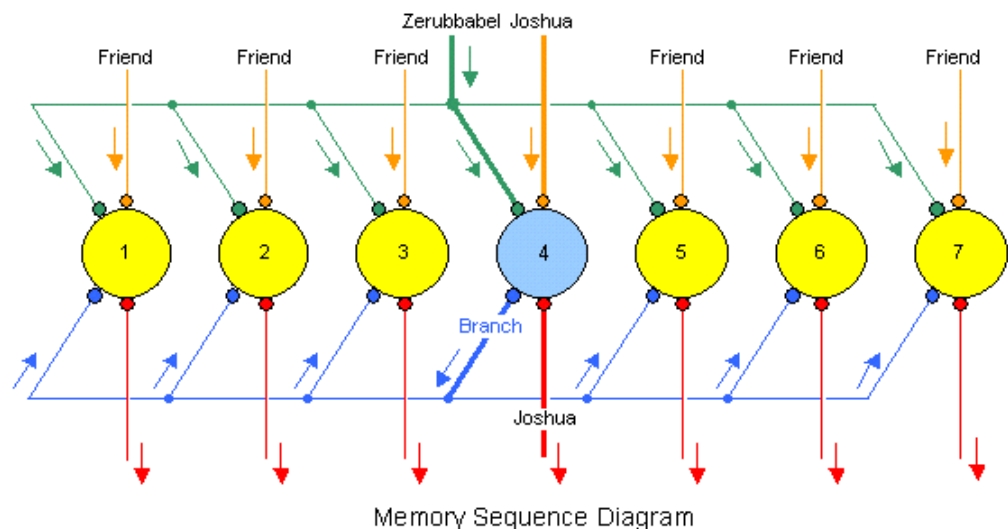 Zerubbabel Joshua
Friend Friend Friend Friend Friend Friend
1 2 3 4 5 6 7
Branch
Joshua
Memory Sequence Diagram